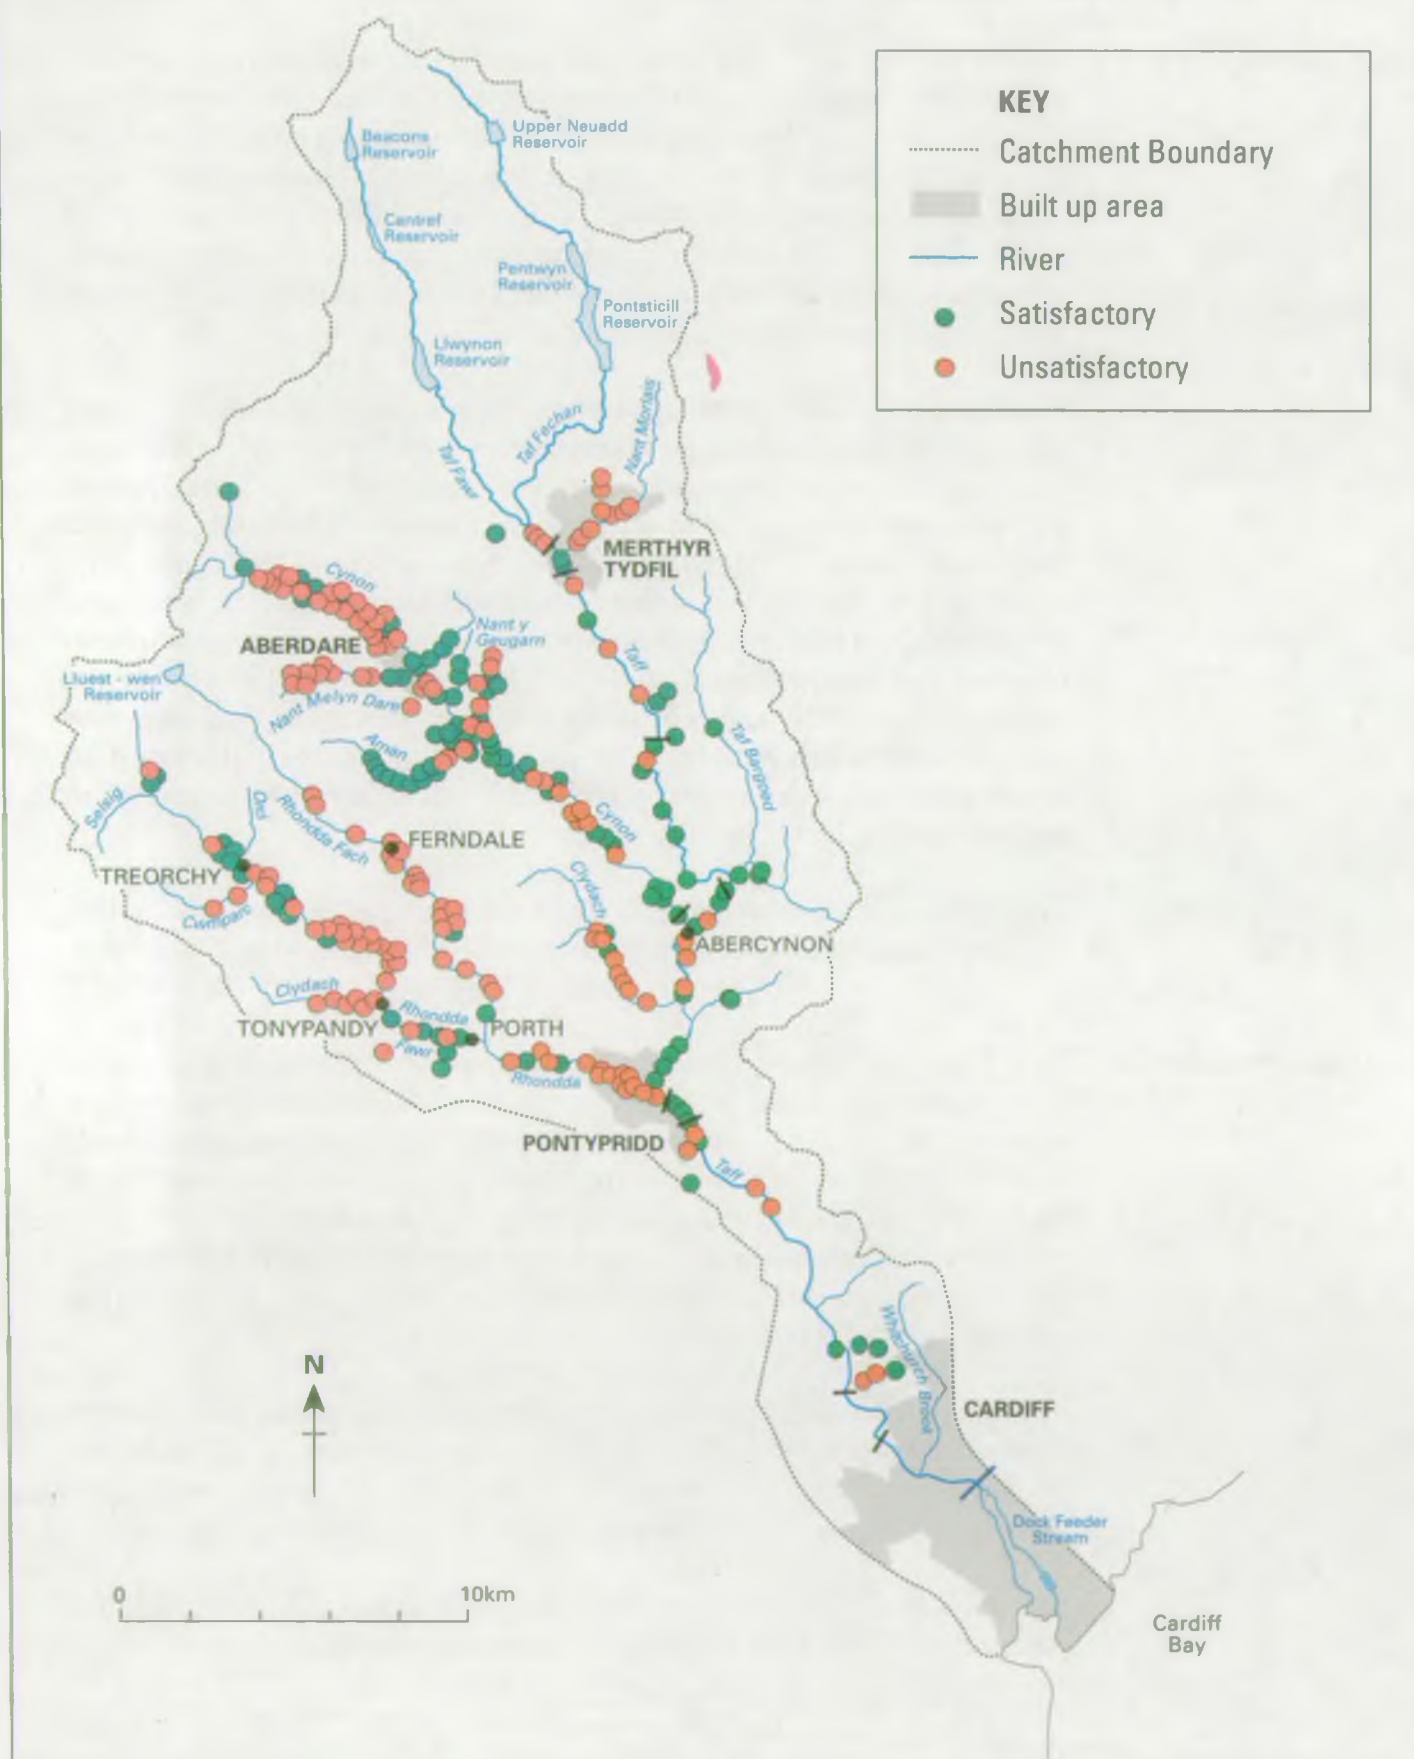 KEY
Catchment Boundary
Built up area
River
Satisfactory
Unsatisfactory
Beacons
Reservoir
Upper Neuadd
Reservoir
Cantref
Reservoir
Pentwyn
Reservoir
Pontsticill
Reservoir
Llwynon
Reservoir
Taf Fechan
Nant Morlais
Taf Fawr
MERTHYR
TYDFIL
Cynon
Nant y
Geugarn
ABERDARE
Taff
Lluest - wen
Reservoir
Nant Melyn Dare
Taf Bargoed
Aman
Selsig
Orci
Rhondda Fach
Cynon
FERNDALE
TREORCHY
Clydach
Cwmparc
ABERCYNON
Clydach
Rhondda
Fawr
TONYPANDY
PORTH
Rhondda
PONTYPRIDD
Taff
Whitchurch Brook
N
CARDIFF
Dock Feeder
Stream
0
10km
Cardiff
Bay